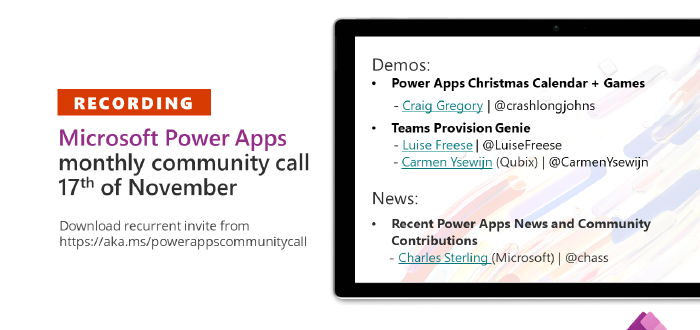 RECORDING
Microsoft Power Apps
monthly community call
17th of November
Download recurrent invite from
https://aka.ms/powerappscommunitycall
Demos:
• Power Apps Christmas Calendar + Games
- Craig Gregory | @crashlongjohns
• Teams Provision Genie
- Luise Freese | @LuiseFreese
- Carmen Ysewijn (Qubix) | @CarmenYsewijn
News:
• Recent Power Apps News and Community
Contributions
- Charles Sterling (Microsoft) | @chass